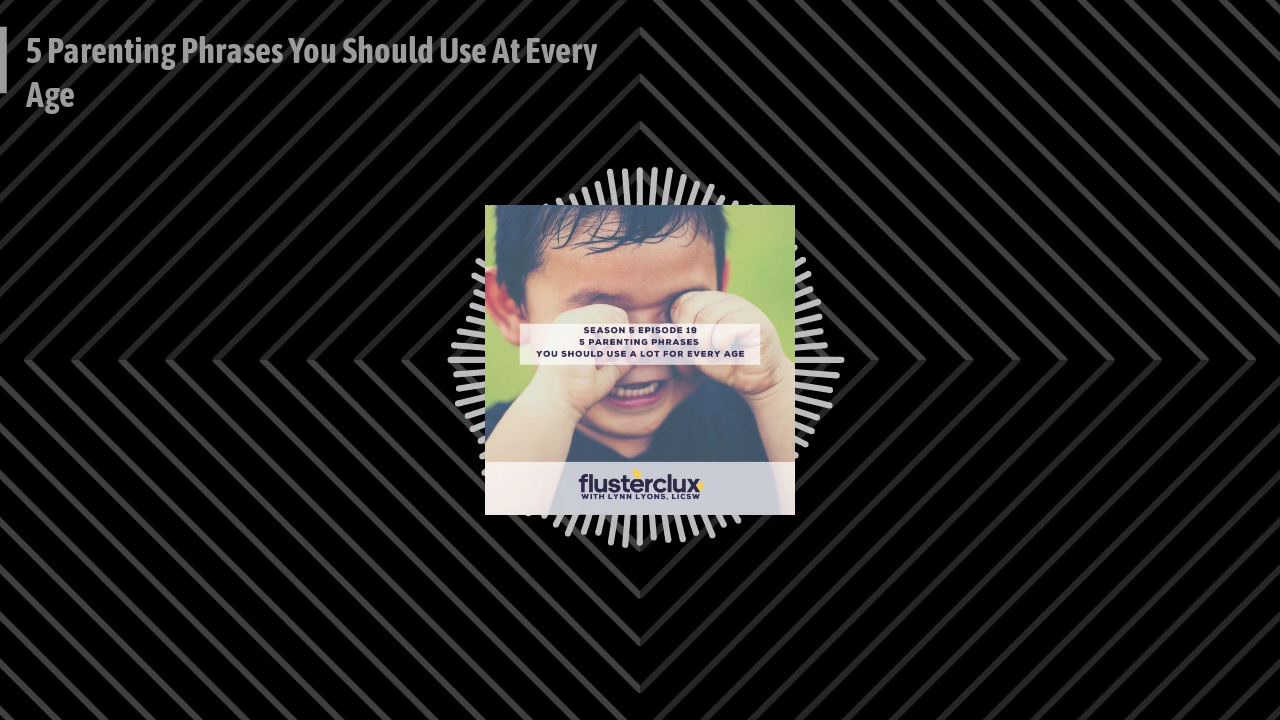 5 Parenting Phrases You Should Use At Every
Age
SEASON 5 EPISODE 19
5 PARENTING PHRASES
YOU SHOULD USE A LOT FOR EVERY AGE
flusterclux
WITH LYNN LYONS, LICSW